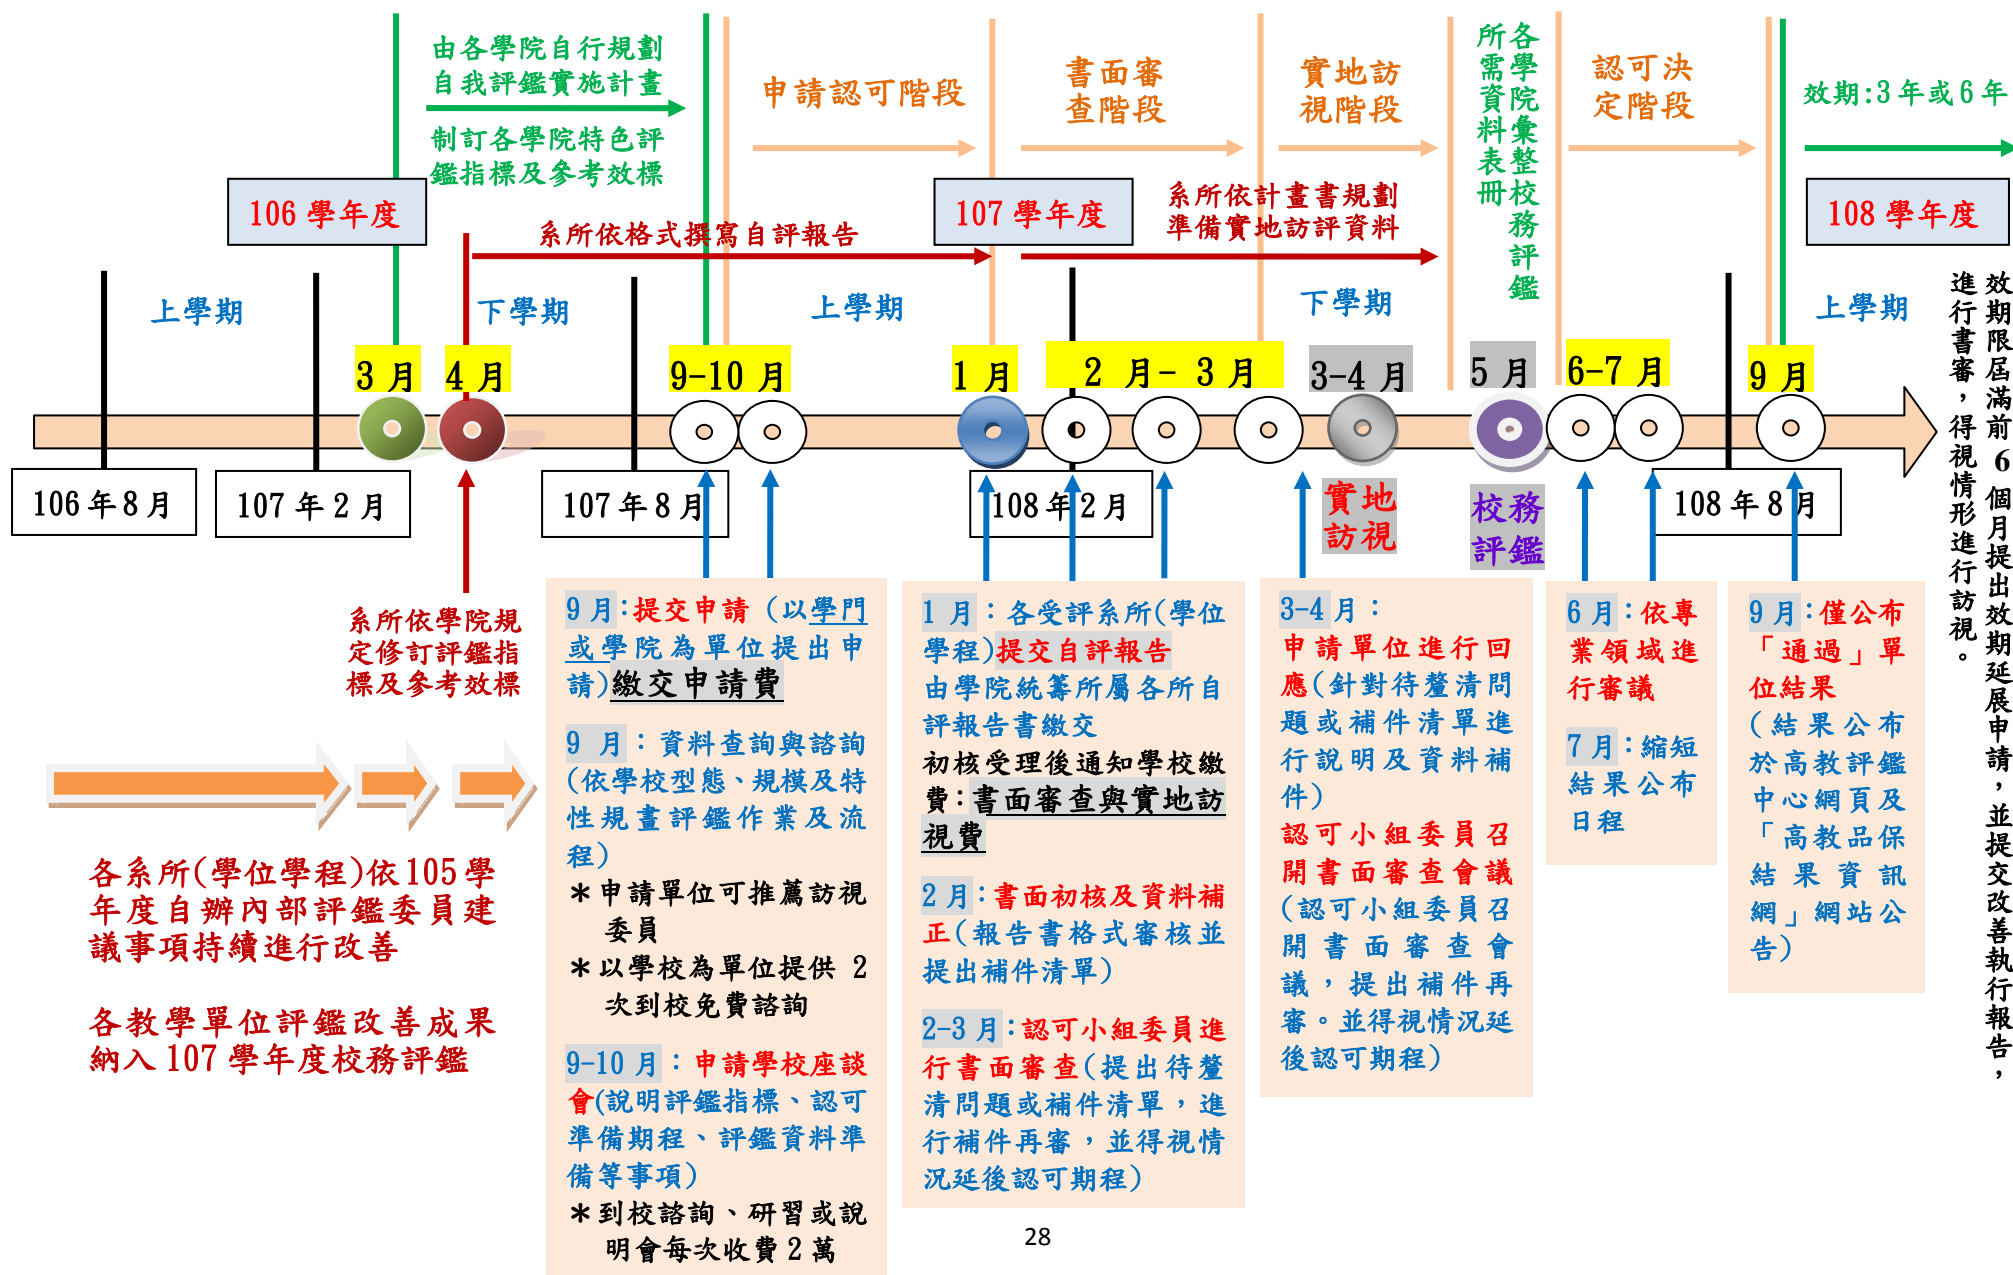 由各學院自行規劃
自我評鑑實施計畫
制訂各學院特色評
鑑指標及參考效標
申請認可階段
書面審
查階段
實地訪
視階段
各學院彙整校務評鑑
所需資料表冊
認可決
定階段
效期:3年或6年
106 學年度
107 學年度
108 學年度
系所依格式撰寫自評報告
系所依計畫書規劃
準備實地訪評資料
上學期
下學期
上學期
下學期
上學期
3 月
4 月
9-10 月
1 月
2 月- 3 月
3-4 月
5 月
6-7 月
9 月
106 年 8 月
107 年 2 月
107 年 8 月
108 年 2 月
108 年 8 月
實地
訪視
校務
評鑑
效期限屆滿前 6 個月提出效期延展申請，並提交改善執行報告，
進行書審，得視情形進行訪視。
系所依學院規
定修訂評鑑指
標及參考效標
各系所(學位學程)依 105 學
年度自辦內部評鑑委員建
議事項持續進行改善
各教學單位評鑑改善成果
納入 107 學年度校務評鑑
9 月:提交申請（以學門
或學院為單位提出申
請)繳交申請費
9 月：資料查詢與諮詢
(依學校型態、規模及特
性規畫評鑑作業及流
程)
＊申請單位可推薦訪視
委員
＊以學校為單位提供 2
次到校免費諮詢
9-10 月：申請學校座談
會(說明評鑑指標、認可
準備期程、評鑑資料準
備等事項)
＊到校諮詢、研習或說
明會每次收費 2 萬
1 月：各受評系所(學位
學程)提交自評報告
由學院統籌所屬各所自
評報告書繳交
初核受理後通知學校繳
費:書面審查與實地訪
視費
2 月:書面初核及資料補
正(報告書格式審核並
提出補件清單)
2-3 月:認可小組委員進
行書面審查(提出待釐
清問題或補件清單，進
行補件再審，並得視情
況延後認可期程)
3-4 月：
申請單位進行回
應(針對待釐清問
題或補件清單進
行說明及資料補
件)
認可小組委員召
開書面審查會議
(認可小組委員召
開書面審查會
議，提出補件再
審。並得視情況延
後認可期程)
6 月:依專
業領域進
行審議
7 月:縮短
結果公布
日程
9 月:僅公布
「通過」單
位結果
(結果公布
於高教評鑑
中心網頁及
「高教品保
結果資訊
網」網站公
告)
28